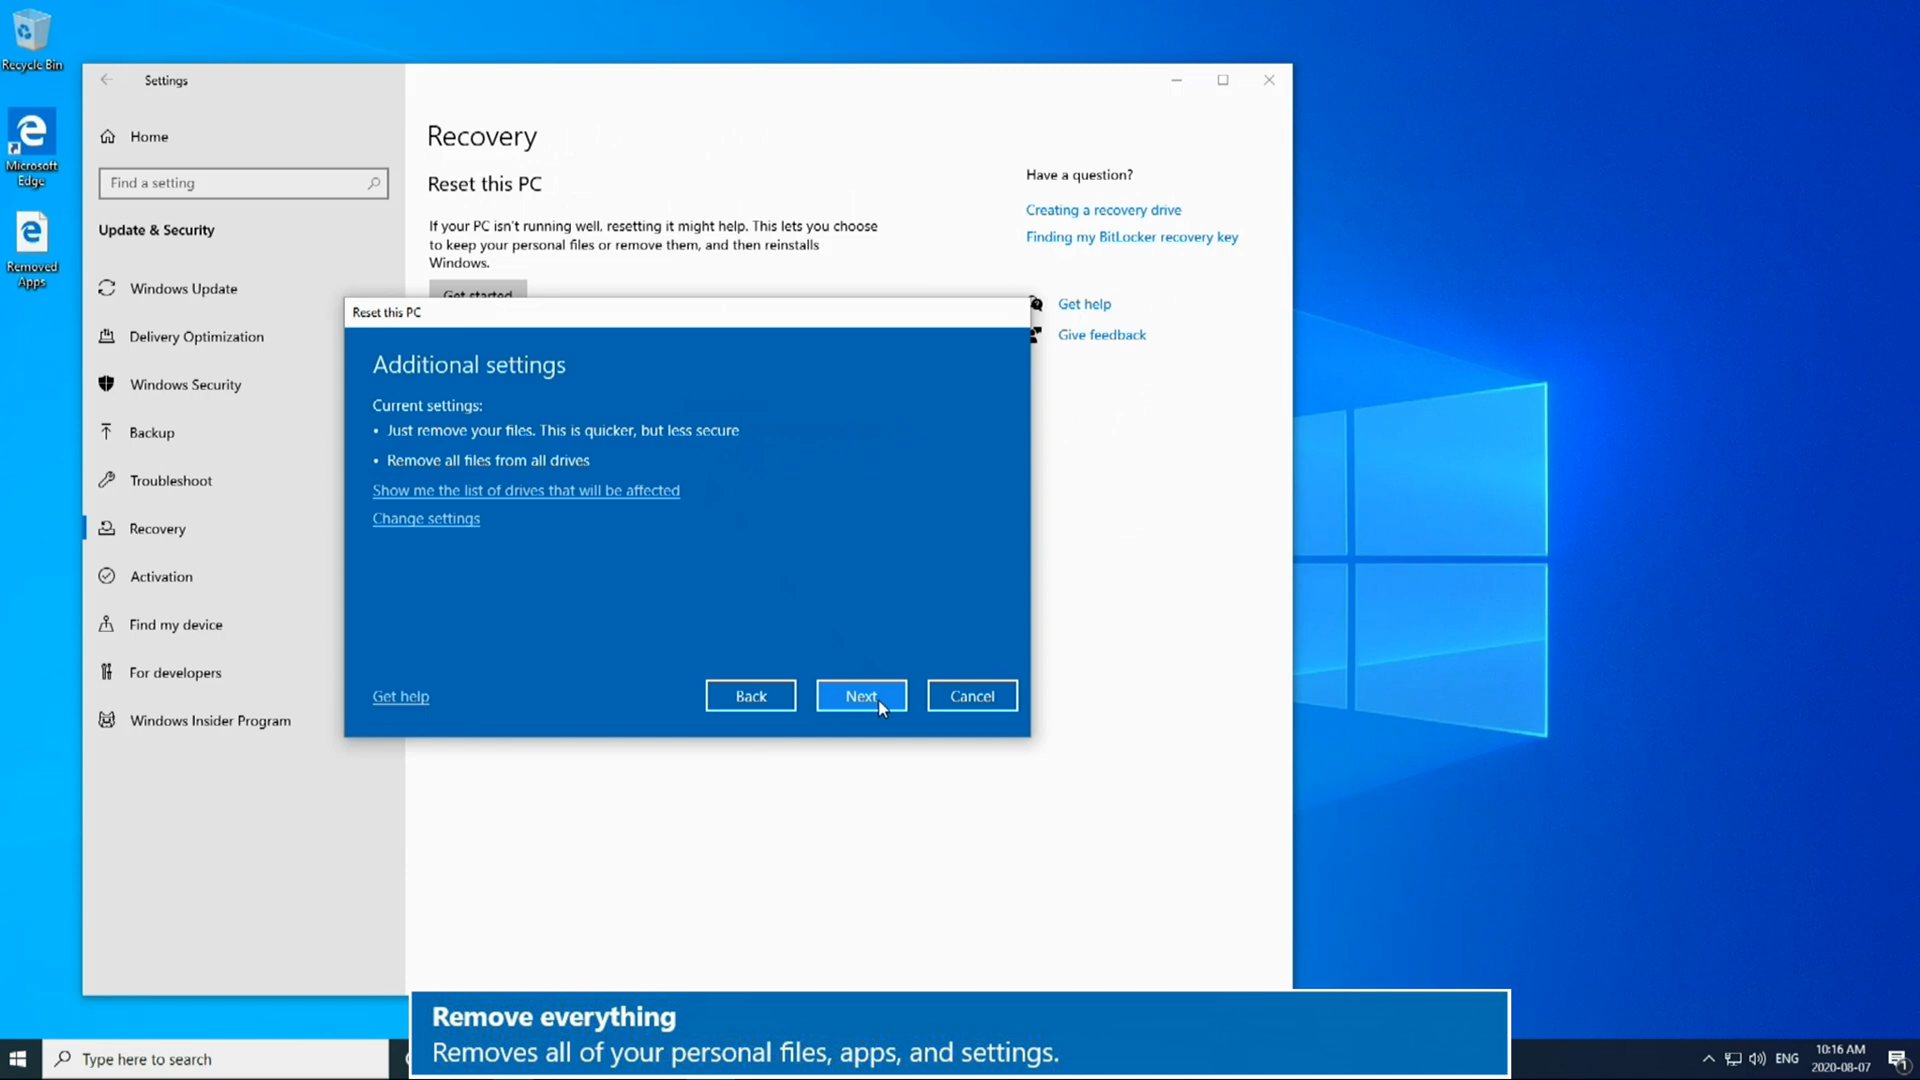 Recycle Bin
Microsoft
Edge
Removed
Apps
Settings
Home
Find a setting
Update & Security
Windows Update
Delivery Optimization
Windows Security
Backup
Troubleshoot
Recovery
Activation
Find my device
For developers
Windows Insider Program
Recovery
Reset this PC
If your PC isn't running well, resetting it might help. This lets you choose
to keep your personal files or remove them, and then reinstalls
Windows.
Get started
Have a question?
Creating a recovery drive
Finding my BitLocker recovery key
Get help
Give feedback
Reset this PC
Additional settings
Current settings:
• Just remove your files. This is quicker, but less secure
• Remove all files from all drives
Show me the list of drives that will be affected
Change settings
Get help
Back
Next
Cancel
Remove everything
Removes all of your personal files, apps, and settings.
Type here to search
ENG
10:16 AM
2020-08-07
1